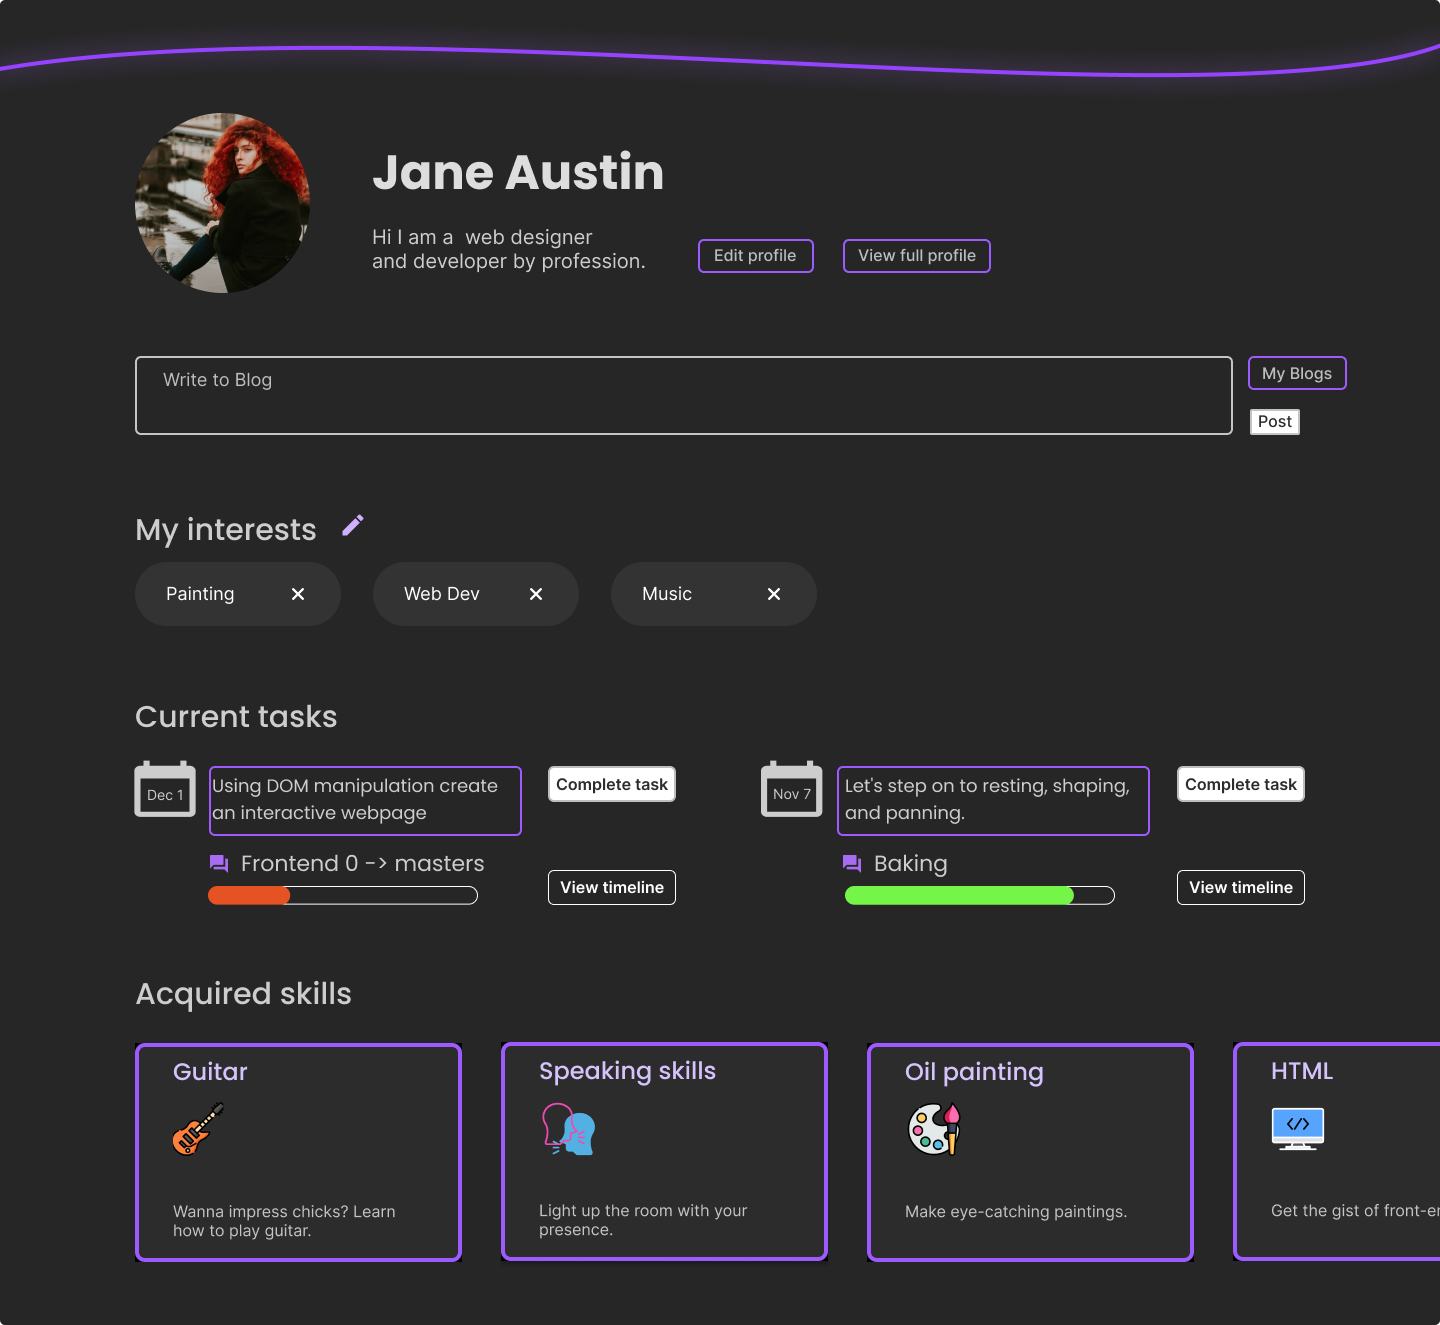 Jane Austin
Hi I am a  web designer
and developer by profession.
Edit profile
View full profile
Write to Blog
My Blogs
Post
My interests
Painting
Web Dev
Music
Current tasks
Dec 1
Using DOM manipulation create
an interactive webpage
Complete task
Frontend 0 -> masters
View timeline
Nov 7
Let's step on to resting, shaping,
and panning.
Complete task
Baking
View timeline
Acquired skills
Guitar
Wanna impress chicks? Learn
how to play guitar.
Speaking skills
Light up the room with your
presence.
Oil painting
Make eye-catching paintings.
HTML
</>
Get the gist of front-en